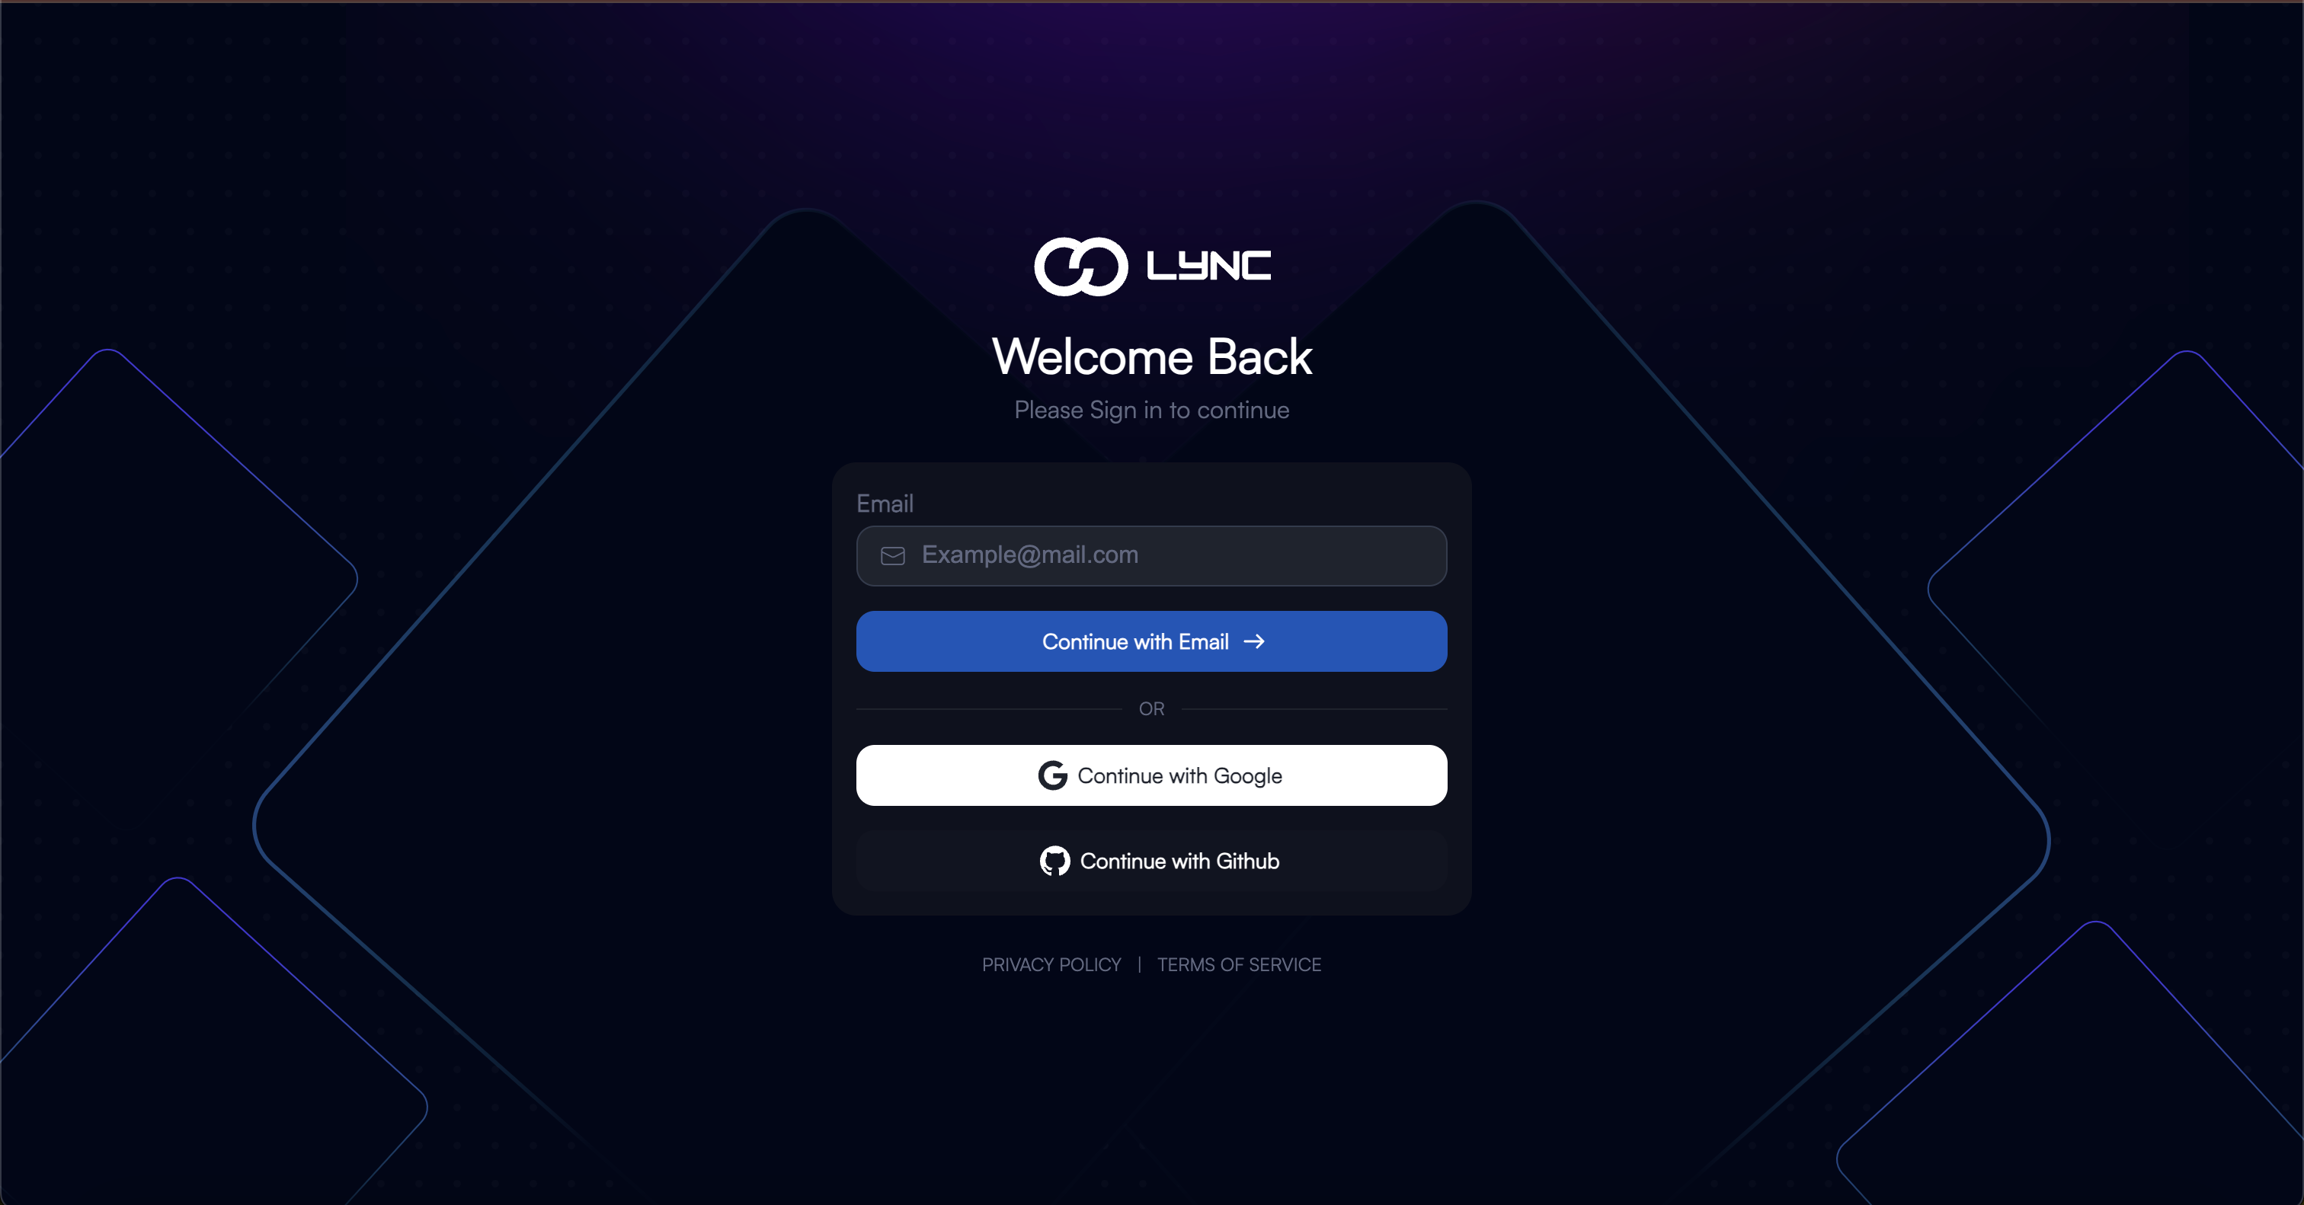 LYNC
Welcome Back
Please Sign in to continue
Email
Example@mail.com
Continue with Email →
OR
Continue with Google
Continue with Github
PRIVACY POLICY | TERMS OF SERVICE